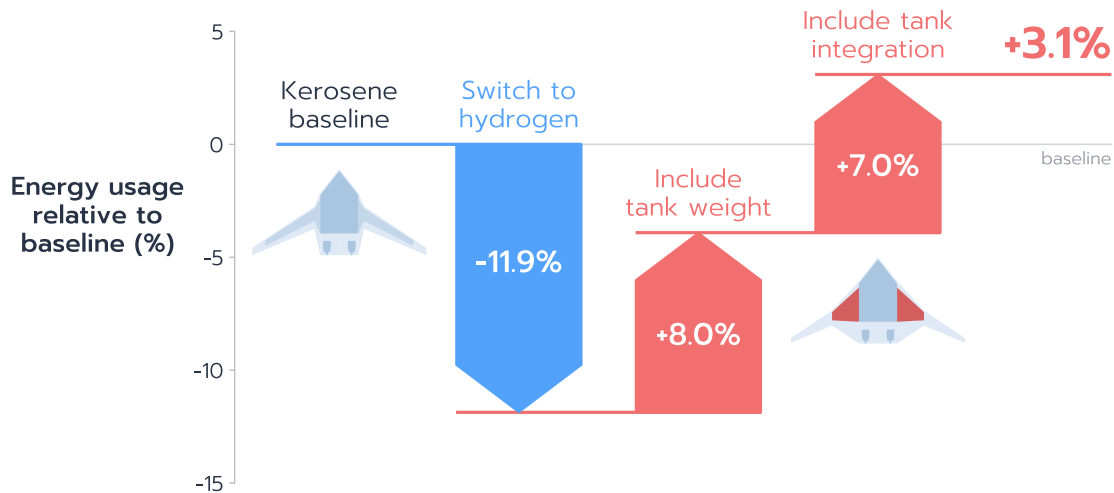 Energy usage
relative to
baseline (%)
5
0
-5
-10
-15
Kerosene
baseline
Switch to
hydrogen
-11.9%
Include
tank weight
+8.0%
Include tank
integration
+7.0%
+3.1%
baseline